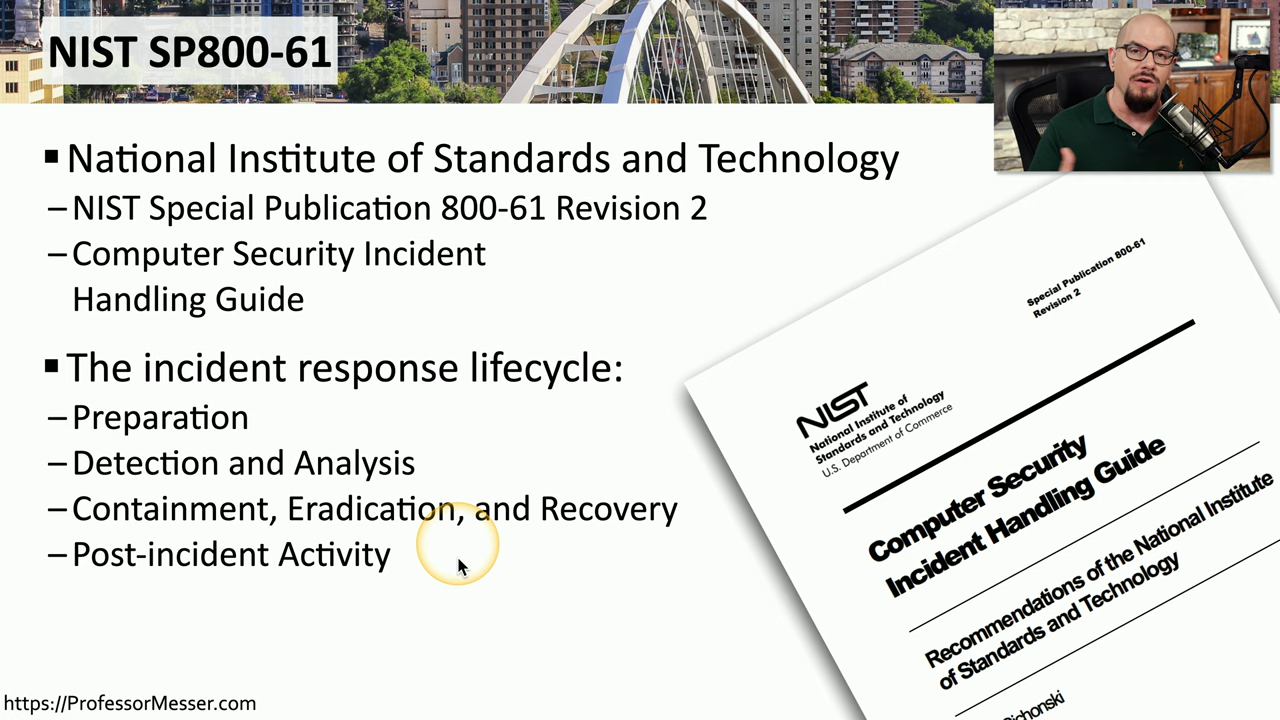 NIST SP800-61
▪ National Institute of Standards and Technology
– NIST Special Publication 800-61 Revision 2
– Computer Security Incident
Handling Guide
▪ The incident response lifecycle:
– Preparation
– Detection and Analysis
– Containment, Eradication, and Recovery
– Post-incident Activity
https://ProfessorMesser.com
Special Publication 800-61
Revision 2
NIST
National Institute of
Standards and Technology
U.S. Department of Commerce
Computer Security
Incident Handling Guide
Recommendations of the National Institute
of Standards and Technology